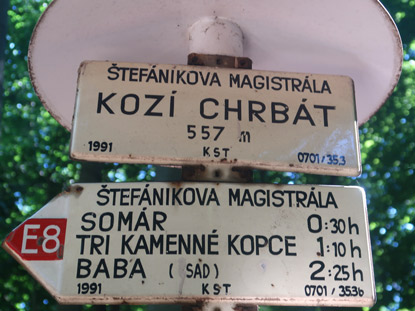 ŠTEFÁNIKOVA MAGISTRÁLA
KOZÍ CHRBÁT
557 m
1991 KST 0701/353
ŠTEFÁNIKOVA MAGISTRÁLA
E8 SOMÁR 0:30h
TRI KAMENNÉ KOPCE 1:10h
BABA (SAD) 2:25h
1991 KST 0701/353b